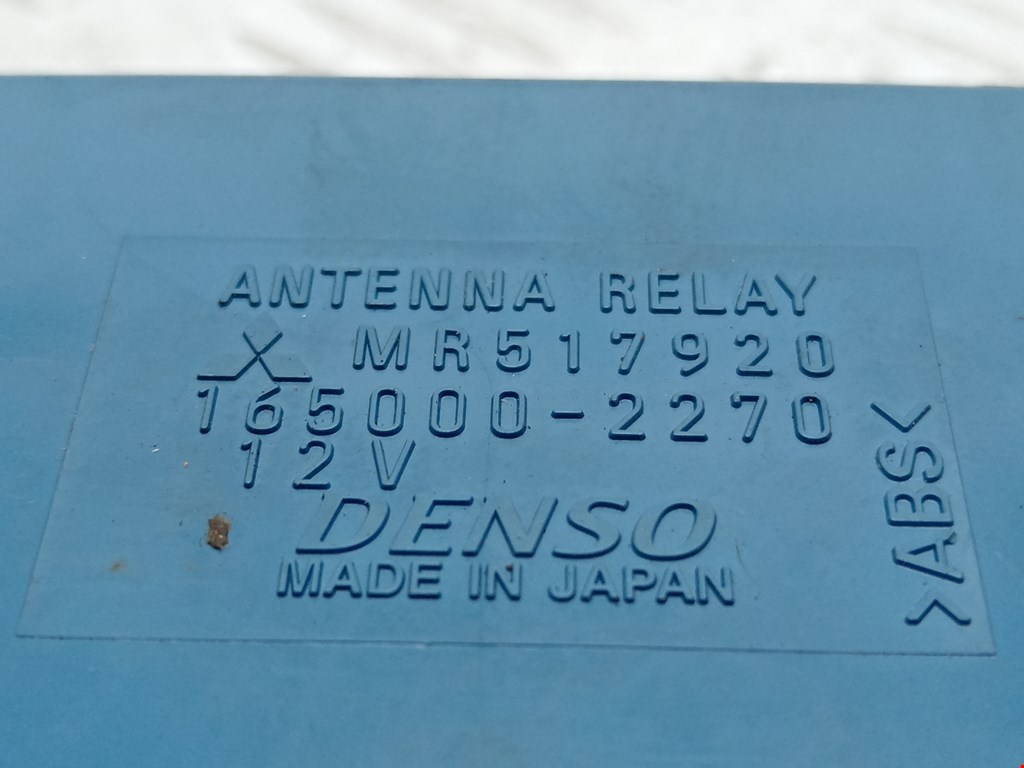 ANTENNA RELAY
MR517920
165000-2270
12V
DENSO
MADE IN JAPAN
>ABS<